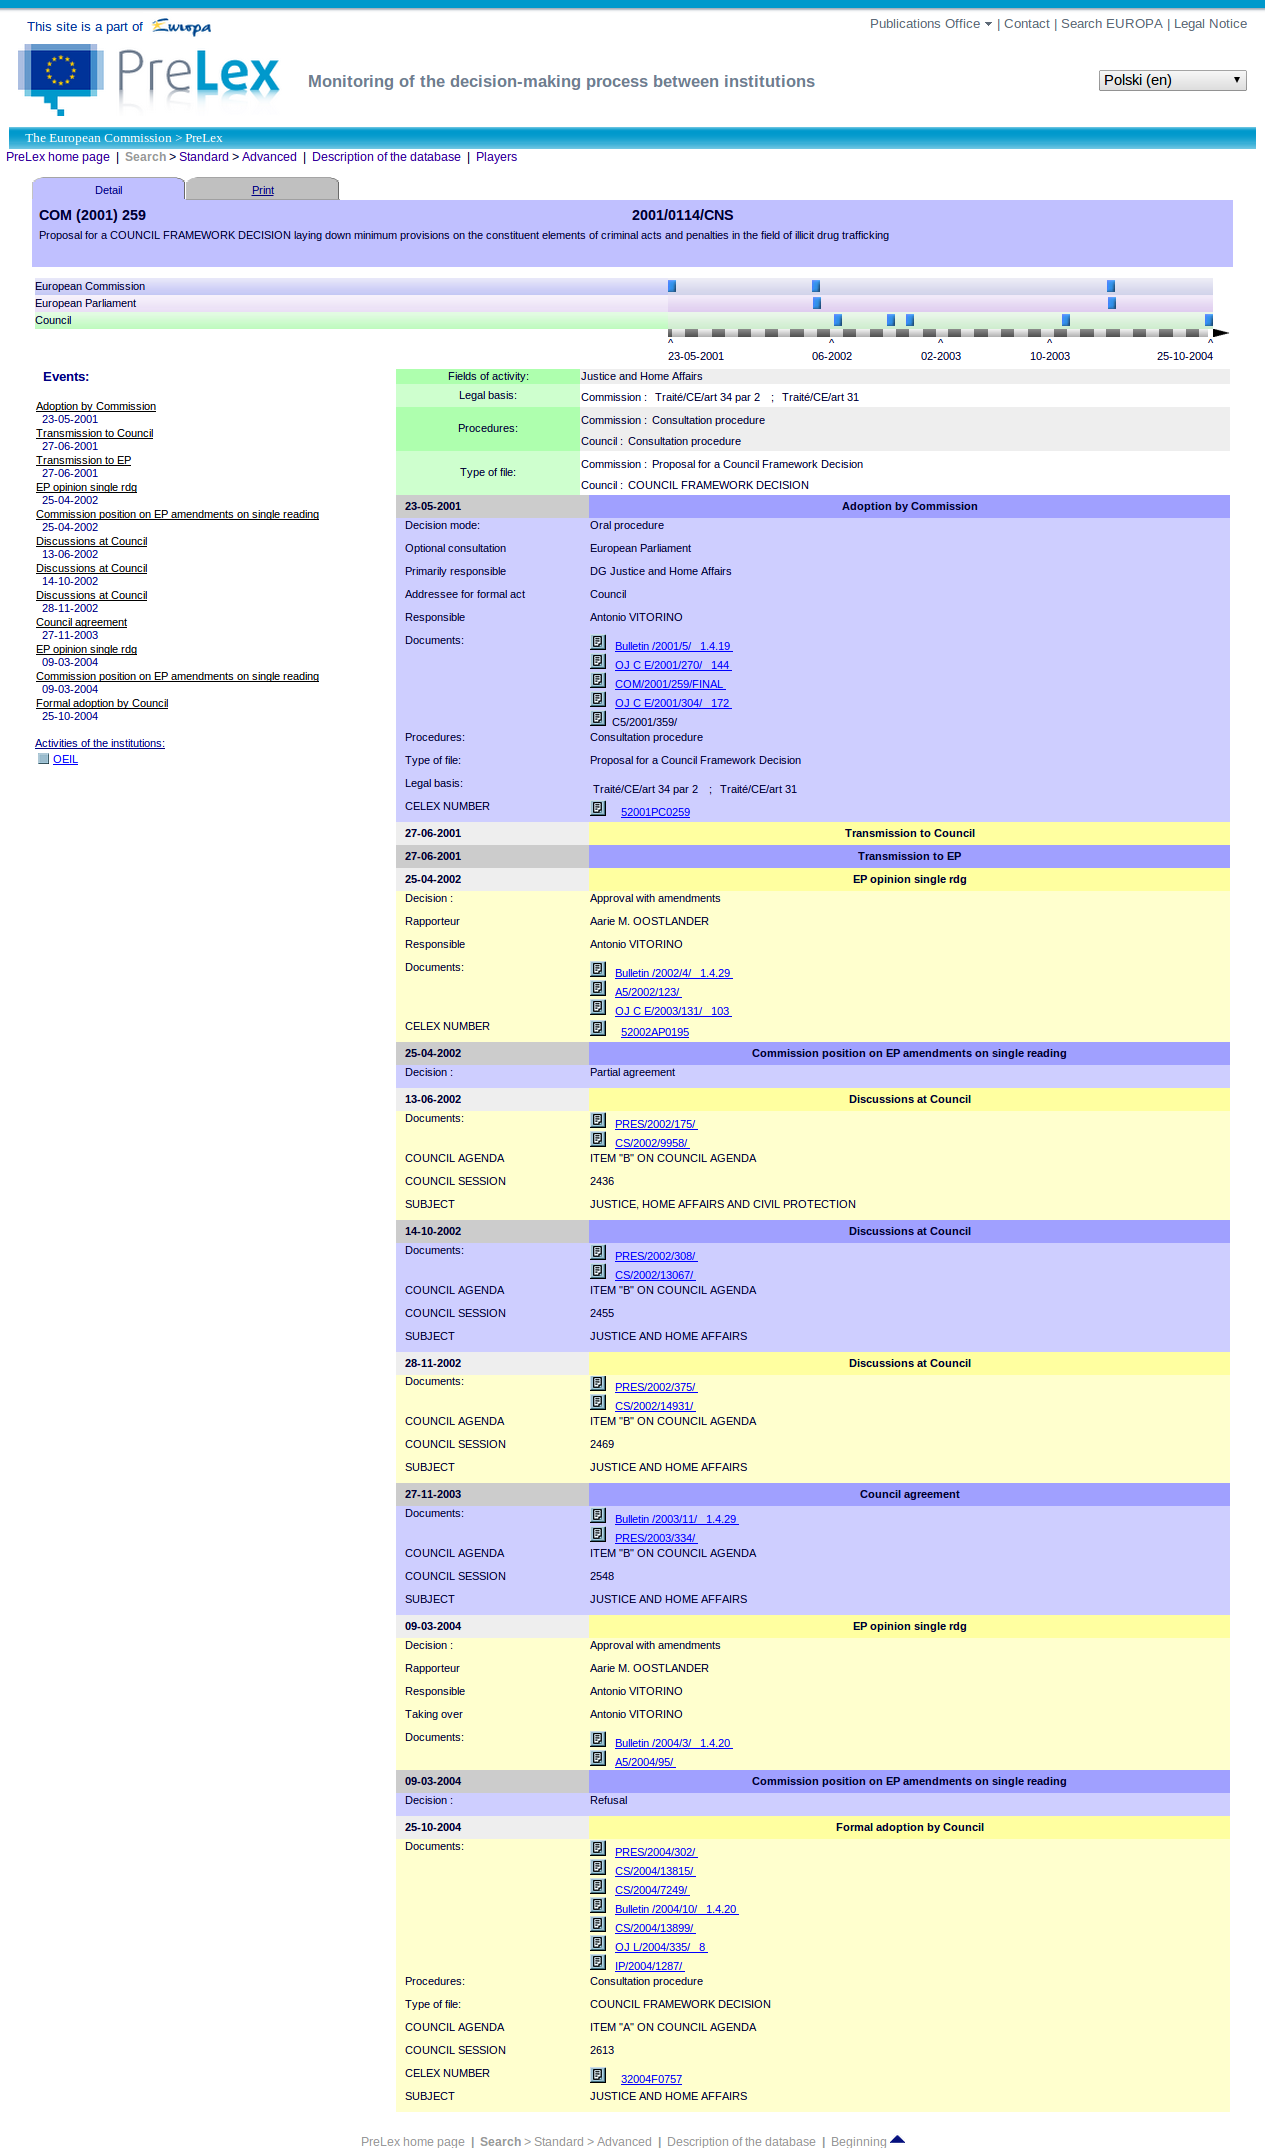 This site is a part of Europa
Publications Office | Contact | Search EUROPA | Legal Notice
PreLex
Monitoring of the decision-making process between institutions
Polski (en)
The European Commission > PreLex
PreLex home page | Search > Standard > Advanced | Description of the database | Players
Detail
Print
COM (2001) 259
2001/0114/CNS
Proposal for a COUNCIL FRAMEWORK DECISION laying down minimum provisions on the constituent elements of criminal acts and penalties in the field of illicit drug trafficking
European Commission
European Parliament
Council
^ ^ ^ ^ ^
23-05-2001 06-2002 02-2003 10-2003 25-10-2004
Events:
Adoption by Commission
23-05-2001
Transmission to Council
27-06-2001
Transmission to EP
27-06-2001
EP opinion single rdg
25-04-2002
Commission position on EP amendments on single reading
25-04-2002
Discussions at Council
13-06-2002
Discussions at Council
14-10-2002
Discussions at Council
28-11-2002
Council agreement
27-11-2003
EP opinion single rdg
09-03-2004
Commission position on EP amendments on single reading
09-03-2004
Formal adoption by Council
25-10-2004
Activities of the institutions:
OEIL
Fields of activity: Justice and Home Affairs
Legal basis: Commission : Traité/CE/art 34 par 2 ; Traité/CE/art 31
Procedures: Commission : Consultation procedure
Council : Consultation procedure
Type of file: Commission : Proposal for a Council Framework Decision
Council : COUNCIL FRAMEWORK DECISION
23-05-2001 Adoption by Commission
Decision mode: Oral procedure
Optional consultation European Parliament
Primarily responsible DG Justice and Home Affairs
Addressee for formal act Council
Responsible Antonio VITORINO
Documents: Bulletin /2001/5/ 1.4.19
OJ C E/2001/270/ 144
COM/2001/259/FINAL
OJ C E/2001/304/ 172
C5/2001/359/
Procedures: Consultation procedure
Type of file: Proposal for a Council Framework Decision
Legal basis: Traité/CE/art 34 par 2 ; Traité/CE/art 31
CELEX NUMBER 52001PC0259
27-06-2001 Transmission to Council
27-06-2001 Transmission to EP
25-04-2002 EP opinion single rdg
Decision : Approval with amendments
Rapporteur Aarie M. OOSTLANDER
Responsible Antonio VITORINO
Documents: Bulletin /2002/4/ 1.4.29
A5/2002/123/
OJ C E/2003/131/ 103
CELEX NUMBER 52002AP0195
25-04-2002 Commission position on EP amendments on single reading
Decision : Partial agreement
13-06-2002 Discussions at Council
Documents: PRES/2002/175/
CS/2002/9958/
COUNCIL AGENDA ITEM "B" ON COUNCIL AGENDA
COUNCIL SESSION 2436
SUBJECT JUSTICE, HOME AFFAIRS AND CIVIL PROTECTION
14-10-2002 Discussions at Council
Documents: PRES/2002/308/
CS/2002/13067/
COUNCIL AGENDA ITEM "B" ON COUNCIL AGENDA
COUNCIL SESSION 2455
SUBJECT JUSTICE AND HOME AFFAIRS
28-11-2002 Discussions at Council
Documents: PRES/2002/375/
CS/2002/14931/
COUNCIL AGENDA ITEM "B" ON COUNCIL AGENDA
COUNCIL SESSION 2469
SUBJECT JUSTICE AND HOME AFFAIRS
27-11-2003 Council agreement
Documents: Bulletin /2003/11/ 1.4.29
PRES/2003/334/
COUNCIL AGENDA ITEM "B" ON COUNCIL AGENDA
COUNCIL SESSION 2548
SUBJECT JUSTICE AND HOME AFFAIRS
09-03-2004 EP opinion single rdg
Decision : Approval with amendments
Rapporteur Aarie M. OOSTLANDER
Responsible Antonio VITORINO
Taking over Antonio VITORINO
Documents: Bulletin /2004/3/ 1.4.20
A5/2004/95/
09-03-2004 Commission position on EP amendments on single reading
Decision : Refusal
25-10-2004 Formal adoption by Council
Documents: PRES/2004/302/
CS/2004/13815/
CS/2004/7249/
Bulletin /2004/10/ 1.4.20
CS/2004/13899/
OJ L/2004/335/ 8
IP/2004/1287/
Procedures: Consultation procedure
Type of file: COUNCIL FRAMEWORK DECISION
COUNCIL AGENDA ITEM "A" ON COUNCIL AGENDA
COUNCIL SESSION 2613
CELEX NUMBER 32004F0757
SUBJECT JUSTICE AND HOME AFFAIRS
PreLex home page | Search > Standard > Advanced | Description of the database | Beginning